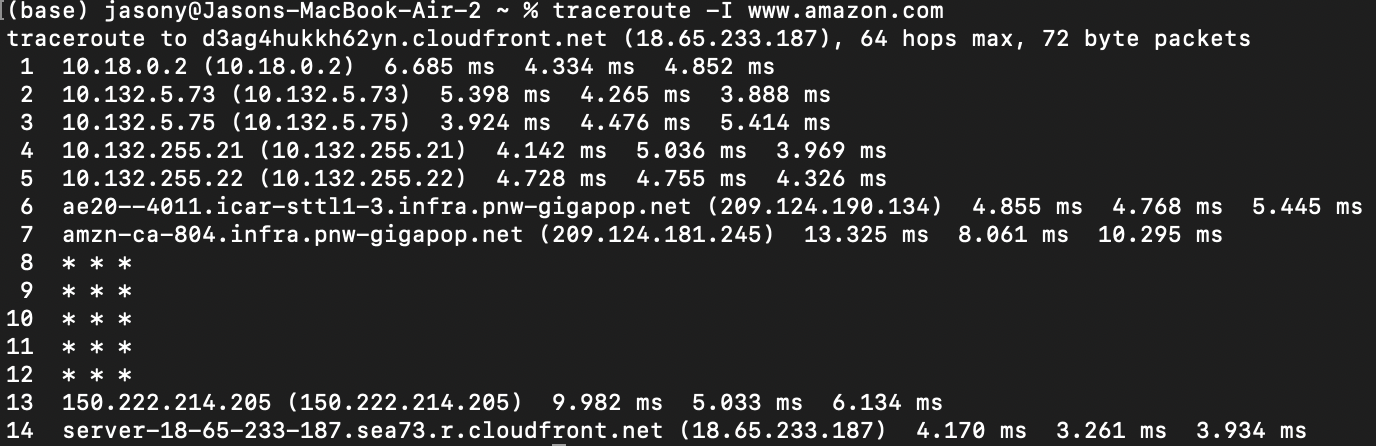 (base) jasony@Jasons-MacBook-Air-2 ~ % traceroute -I www.amazon.com
traceroute to d3ag4hukkh62yn.cloudfront.net (18.65.233.187), 64 hops max, 72 byte packets
 1  10.18.0.2 (10.18.0.2)  6.685 ms  4.334 ms  4.852 ms
 2  10.132.5.73 (10.132.5.73)  5.398 ms  4.265 ms  3.888 ms
 3  10.132.5.75 (10.132.5.75)  3.924 ms  4.476 ms  5.414 ms
 4  10.132.255.21 (10.132.255.21)  4.142 ms  5.036 ms  3.969 ms
 5  10.132.255.22 (10.132.255.22)  4.728 ms  4.755 ms  4.326 ms
 6  ae20--4011.icar-sttl1-3.infra.pnw-gigapop.net (209.124.190.134)  4.855 ms  4.768 ms  5.445 ms
 7  amzn-ca-804.infra.pnw-gigapop.net (209.124.181.245)  13.325 ms  8.061 ms  10.295 ms
 8  * * *
 9  * * *
10  * * *
11  * * *
12  * * *
13  150.222.214.205 (150.222.214.205)  9.982 ms  5.033 ms  6.134 ms
14  server-18-65-233-187.sea73.r.cloudfront.net (18.65.233.187)  4.170 ms  3.261 ms  3.934 ms